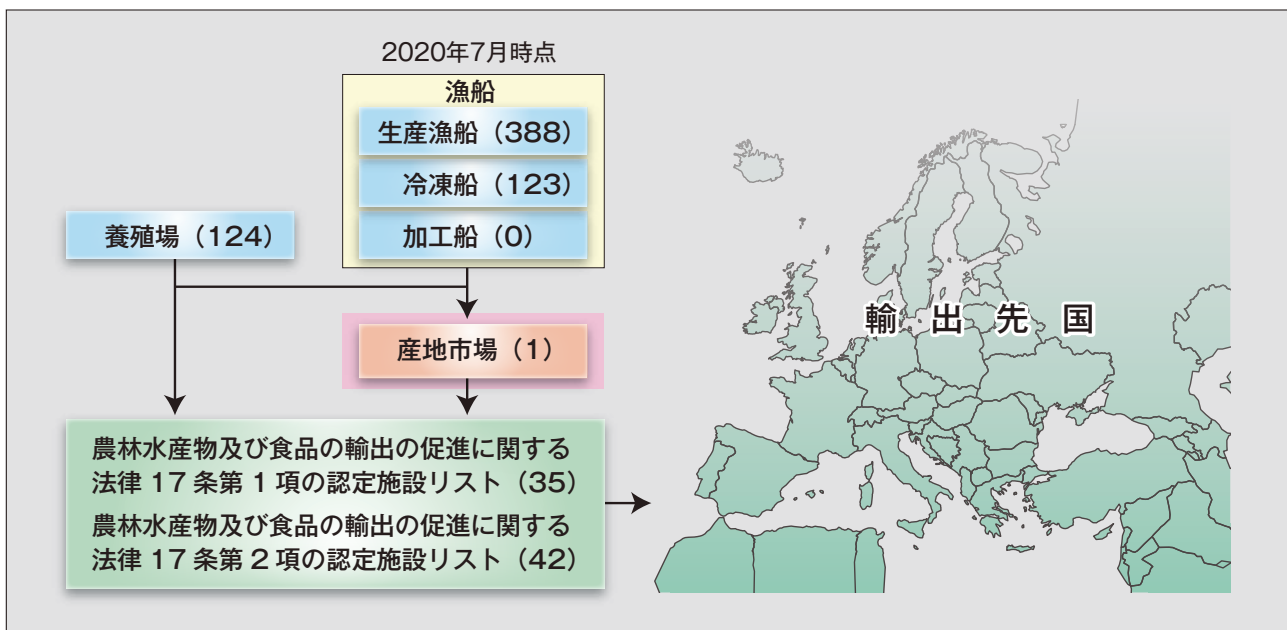 2020年7月時点
漁船
生産漁船（388）
冷凍船（123）
加工船（0）
養殖場（124）
産地市場（1）
農林水産物及び食品の輸出の促進に関する
法律 17 条第 1 項の認定施設リスト（35）
農林水産物及び食品の輸出の促進に関する
法律 17 条第 2 項の認定施設リスト（42）
輸出先国